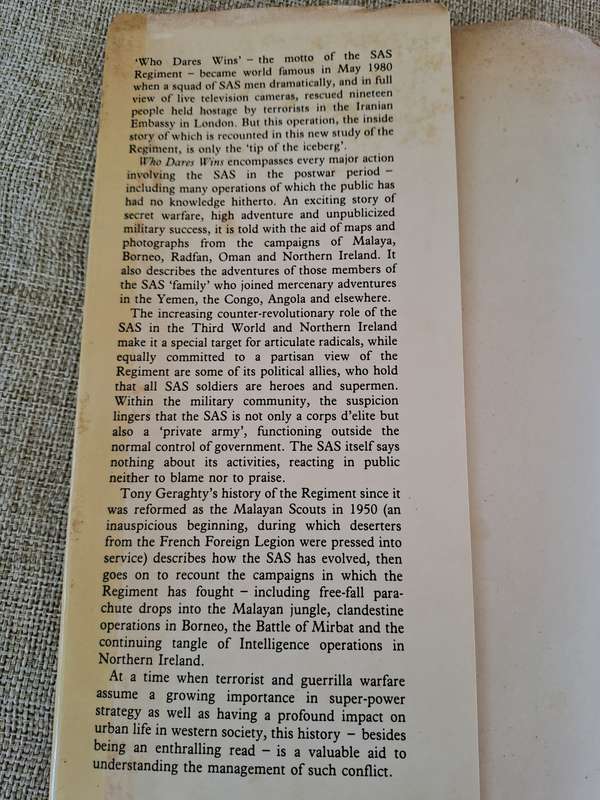 'Who Dares Wins' – the motto of the SAS
Regiment – became world famous in May 1980
when a squad of SAS men dramatically, and in full
view of live television cameras, rescued nineteen
people held hostage by terrorists in the Iranian
Embassy in London. But this operation, the inside
story of which is recounted in this new study of the
Regiment, is only the 'tip of the iceberg'.
Who Dares Wins encompasses every major action
involving the SAS in the postwar period –
including many operations of which the public has
had no knowledge hitherto. An exciting story of
secret warfare, high adventure and unpublicized
military success, it is told with the aid of maps and
photographs from the campaigns of Malaya,
Borneo, Radfan, Oman and Northern Ireland. It
also describes the adventures of those members of
the SAS 'family' who joined mercenary adventures
in the Yemen, the Congo, Angola and elsewhere.
The increasing counter-revolutionary role of the
SAS in the Third World and Northern Ireland
make it a special target for articulate radicals, while
equally committed to a partisan view of the
Regiment are some of its political allies, who hold
that all SAS soldiers are heroes and supermen.
Within the military community, the suspicion
lingers that the SAS is not only a corps d'elite but
also a 'private army', functioning outside the
normal control of government. The SAS itself says
nothing about its activities, reacting in public
neither to blame nor to praise.
Tony Geraghty's history of the Regiment since it
was reformed as the Malayan Scouts in 1950 (an
inauspicious beginning, during which deserters
from the French Foreign Legion were pressed into
service) describes how the SAS has evolved, then
goes on to recount the campaigns in which the
Regiment has fought – including free-fall para-
chute drops into the Malayan jungle, clandestine
operations in Borneo, the Battle of Mirbat and the
continuing tangle of Intelligence operations in
Northern Ireland.
At a time when terrorist and guerrilla warfare
assume a growing importance in super-power
strategy as well as having a profound impact on
urban life in western society, this history – besides
being an enthralling read – is a valuable aid to
understanding the management of such conflict.